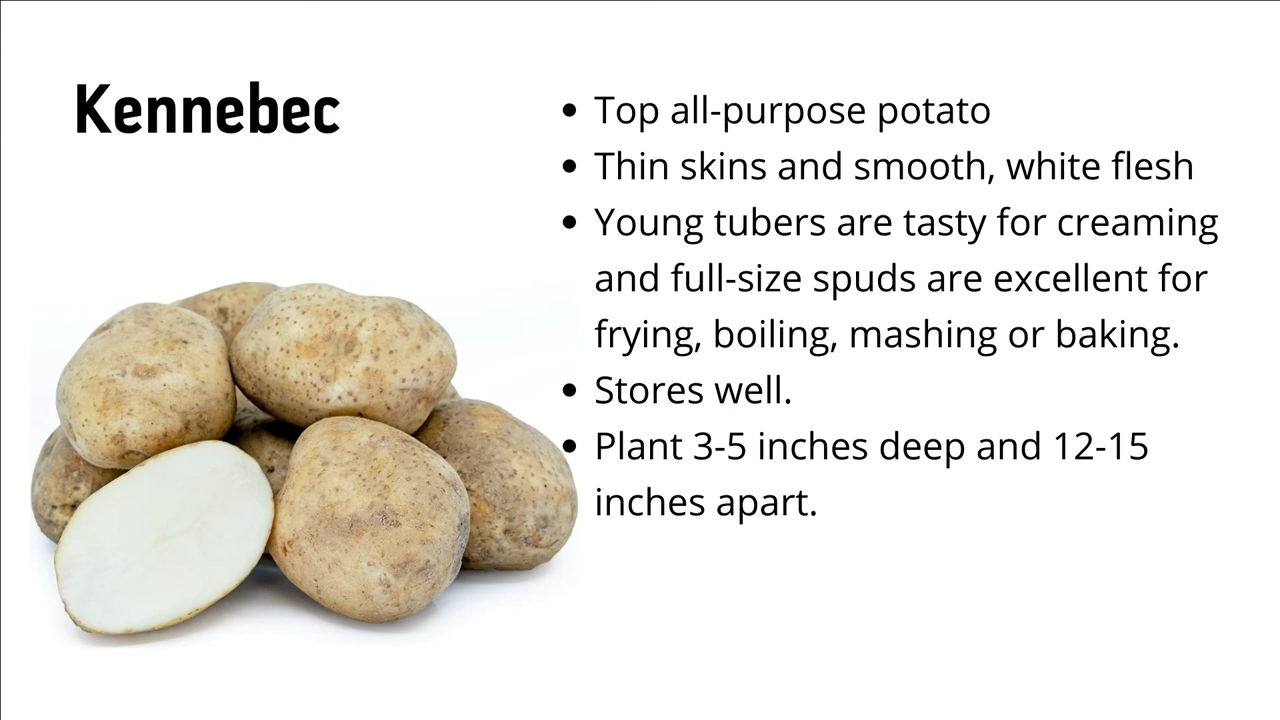 Kennebec
• Top all-purpose potato
• Thin skins and smooth, white flesh
• Young tubers are tasty for creaming
and full-size spuds are excellent for
frying, boiling, mashing or baking.
• Stores well.
• Plant 3-5 inches deep and 12-15
inches apart.